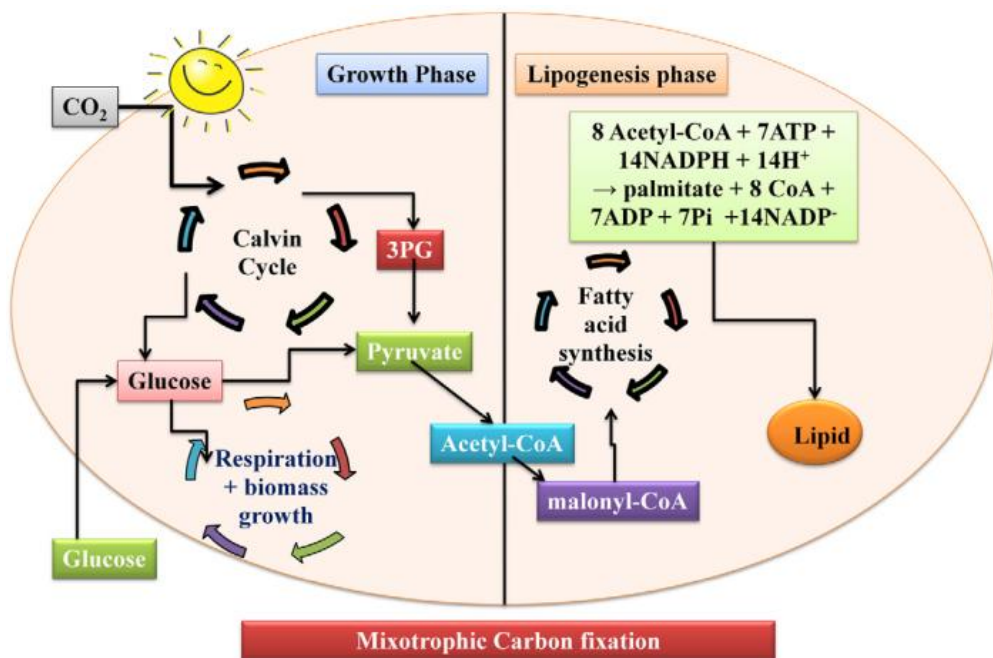 Growth Phase
Lipogenesis phase
CO₂
8 Acetyl-CoA + 7ATP +
14NADPH + 14H⁺
→ palmitate + 8 CoA +
7ADP + 7Pi +14NADP⁻
Calvin
Cycle
3PG
Fatty
acid
synthesis
Pyruvate
Glucose
Acetyl-CoA
Lipid
Respiration
+ biomass
growth
malonyl-CoA
Glucose
Mixotrophic Carbon fixation